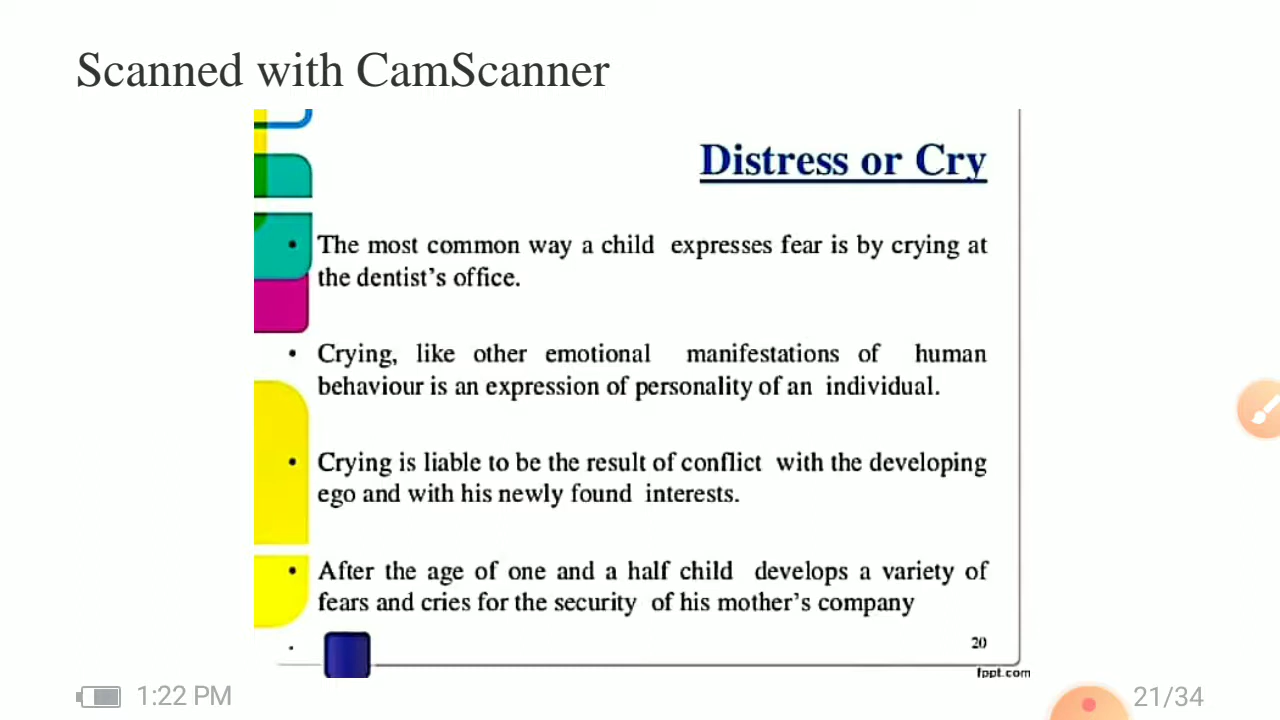 Scanned with CamScanner
Distress or Cry
• The most common way a child expresses fear is by crying at
the dentist's office.
• Crying, like other emotional manifestations of human
behaviour is an expression of personality of an individual.
• Crying is liable to be the result of conflict with the developing
ego and with his newly found interests.
• After the age of one and a half child develops a variety of
fears and cries for the security of his mother's company
.
20
fppt.com
1:22 PM
21/34